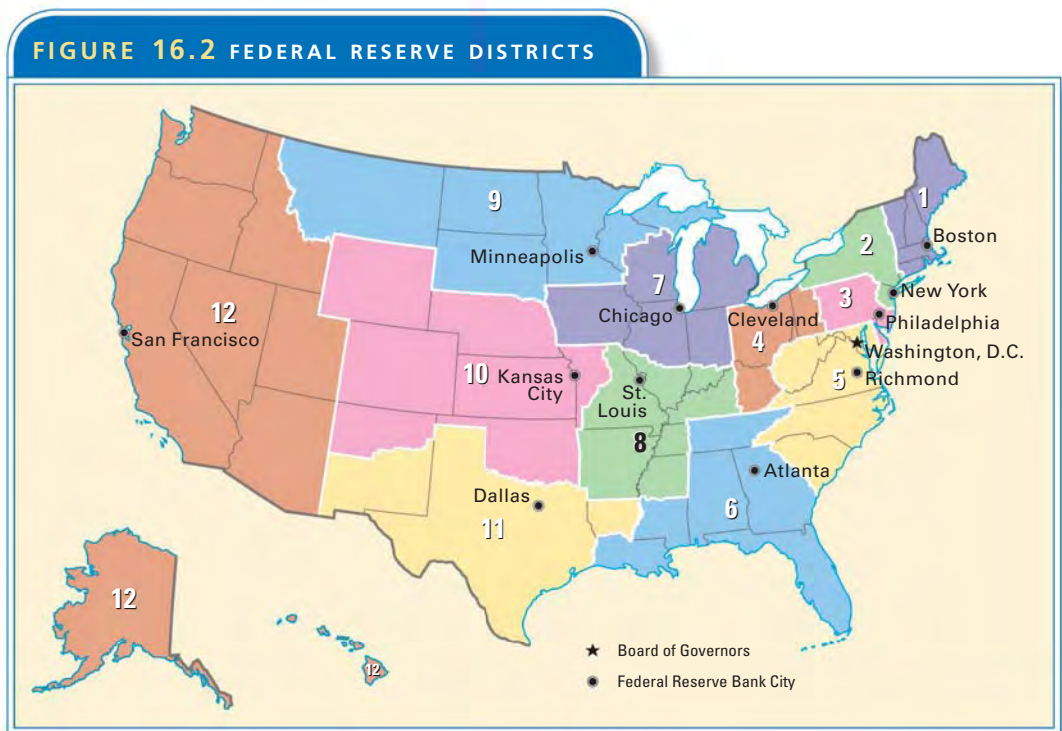 FIGURE 16.2 FEDERAL RESERVE DISTRICTS
1
9
2
Boston
Minneapolis
7
3
New York
12
Chicago
Cleveland
Philadelphia
San Francisco
4
Washington, D.C.
10
Kansas
City
5
Richmond
St.
Louis
8
Atlanta
Dallas
6
11
12
12
Board of Governors
Federal Reserve Bank City